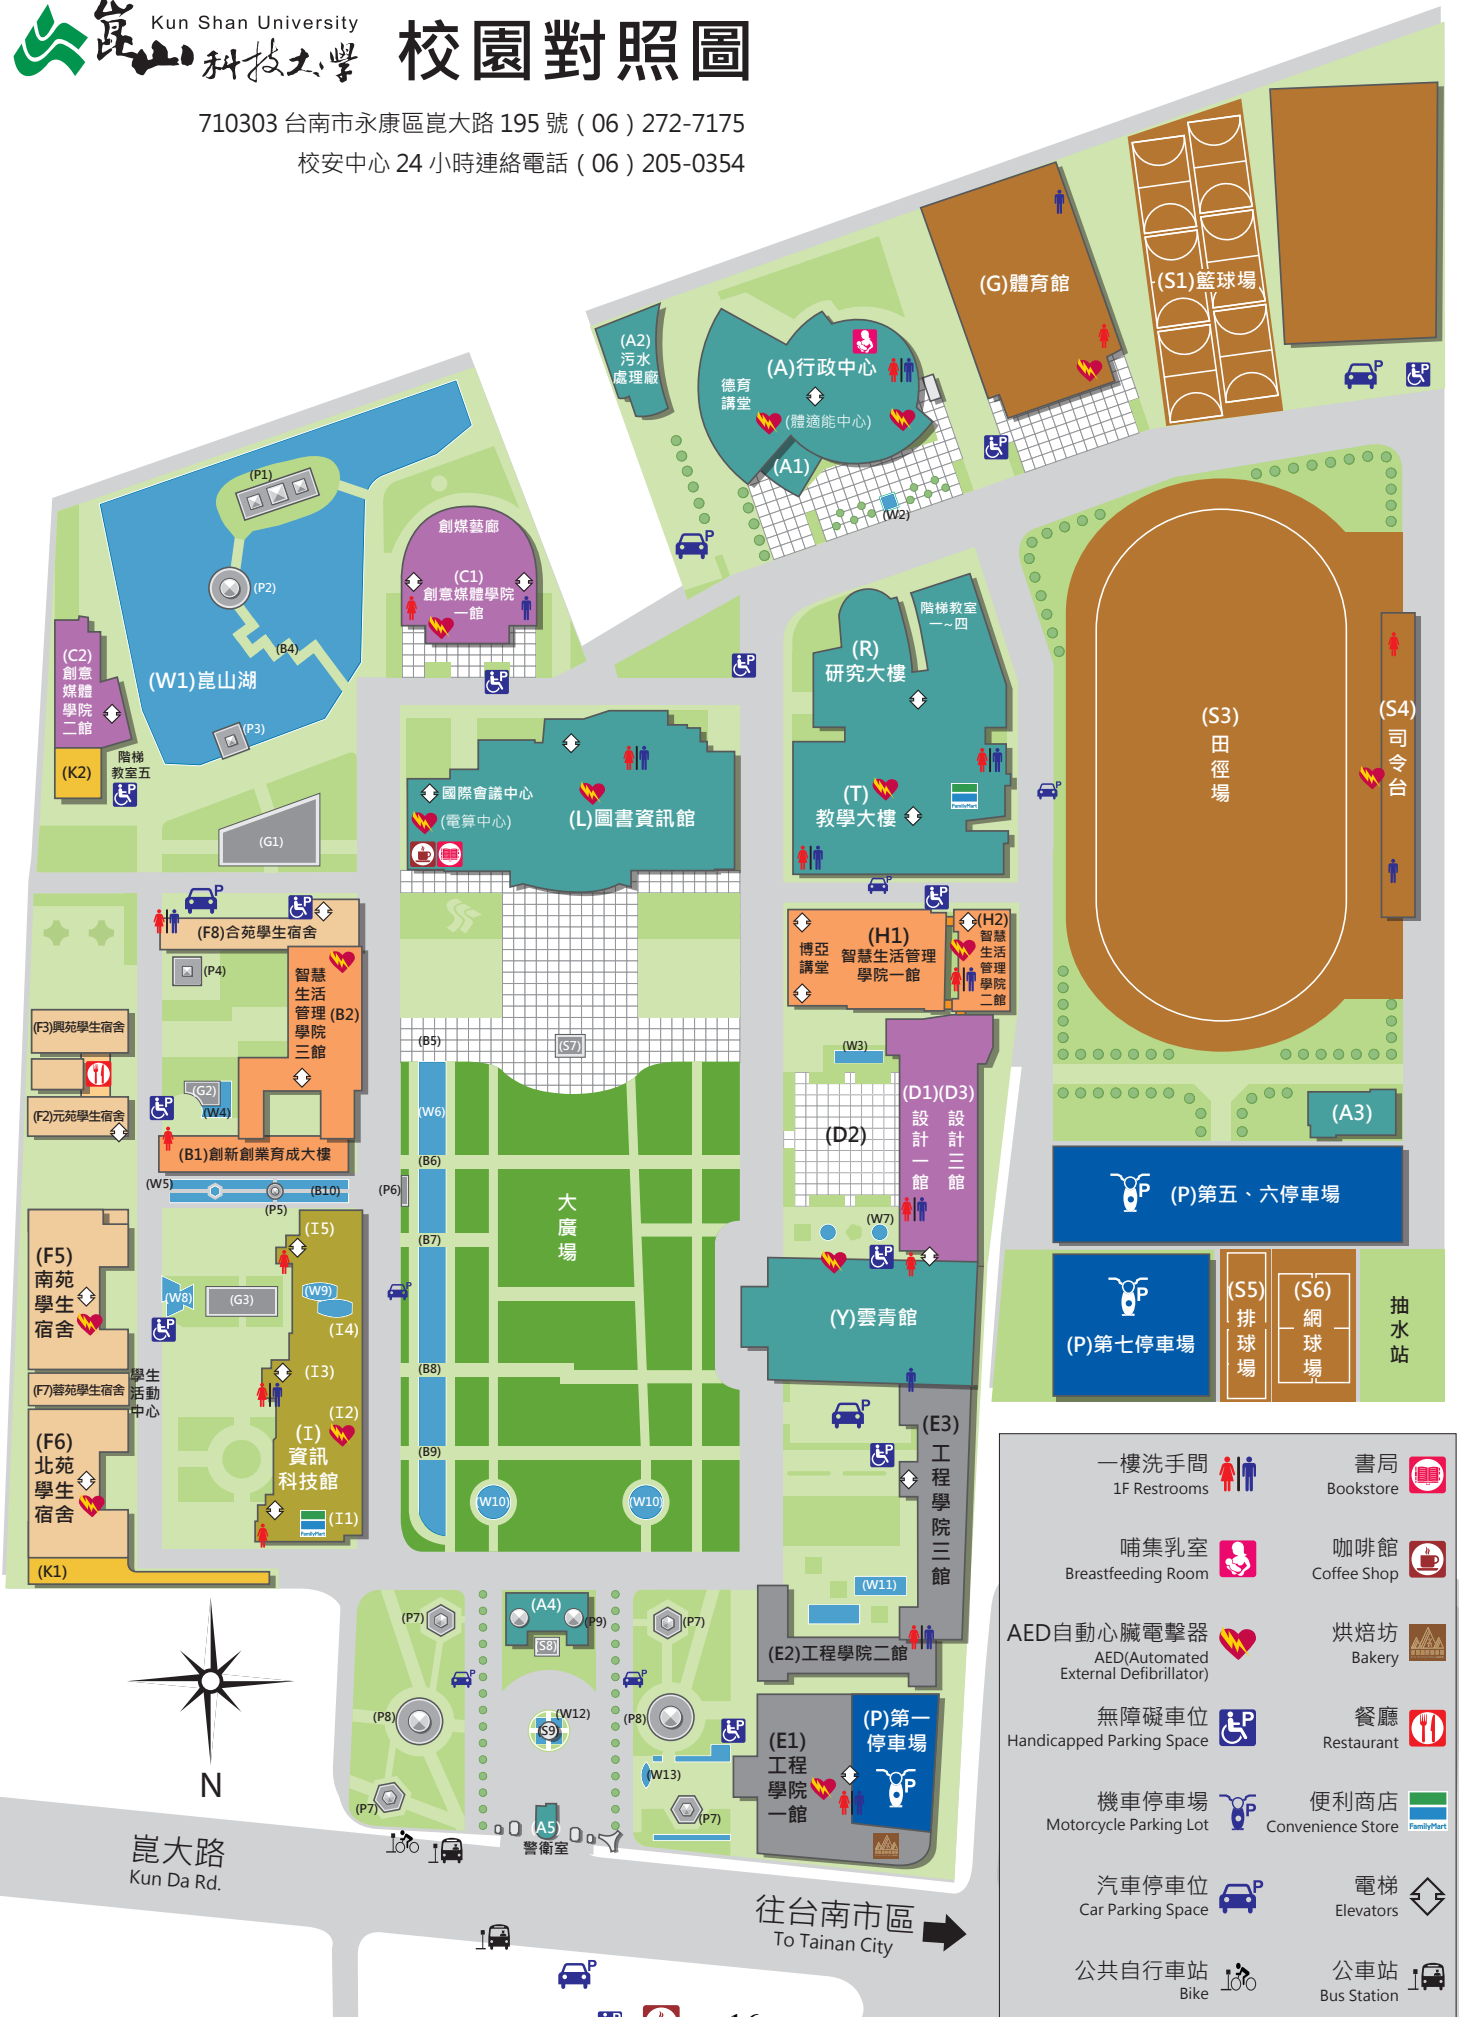 Kun Shan University
崑山科技大學
校園對照圖
710303 台南市永康區崑大路 195 號 ( 06 ) 272-7175
校安中心 24 小時連絡電話 ( 06 ) 205-0354
(G)體育館
(S1)籃球場
(A2)
污水
處理廠
(A)行政中心
德育
講堂
(體適能中心)
(A1)
(W2)
(P1)
(P2)
(B4)
(W1)崑山湖
(P3)
創媒藝廊
(C1)
創意媒體學院
一館
(C2)
創意
媒體
學院
二館
(K2)
階梯
教室五
(G1)
階梯教室
一~四
(R)
研究大樓
(T)
教學大樓
FamilyMart
國際會議中心
(電算中心)
(L)圖書資訊館
(S3)
田
徑
場
(S4)
司
令
台
(F8)合苑學生宿舍
(P4)
智慧
生活
管理
學院
三館
(B2)
(F3)興苑學生宿舍
(F2)元苑學生宿舍
(G2)
(W4)
(B1)創新創業育成大樓
(W5)
(B10)
(P5)
(P6)
博亞
講堂
(H1)
智慧生活管理
學院一館
(H2)
智慧
生活
管理
學院
二館
(B5)
(S7)
(W3)
(W6)
(D1)
設
計
一
館
(D3)
設
計
三
館
(D2)
(B6)
(A3)
(P)第五、六停車場
大
廣
場
(W7)
(B7)
(F5)
南苑
學生
宿舍
(I5)
(W8)
(G3)
(W9)
(I4)
(I3)
(Y)雲青館
(P)第七停車場
(S5)
排
球
場
(S6)
網
球
場
抽
水
站
(B8)
(F7)蓉苑學生宿舍
學生
活動
中心
(F6)
北苑
學生
宿舍
(I2)
(I)
資訊
科技館
(I1)
FamilyMart
(K1)
(B9)
(W10)
(W10)
(E3)
工
程
學
院
三
館
(W11)
(E2)工程學院二館
(P7)
(A4)
(P9)
(S8)
(P7)
(P8)
(W12)
(S9)
(P8)
(W13)
(P7)
(P7)
(A5)
警衛室
(E1)
工程
學院
一館
(P)第一
停車場
N
崑大路
Kun Da Rd.
往台南市區
To Tainan City
一樓洗手間
1F Restrooms
書局
Bookstore
哺集乳室
Breastfeeding Room
咖啡館
Coffee Shop
AED自動心臟電擊器
AED(Automated
External Defibrillator)
烘焙坊
Bakery
無障礙車位
Handicapped Parking Space
餐廳
Restaurant
機車停車場
Motorcycle Parking Lot
便利商店
Convenience Store
FamilyMart
汽車停車位
Car Parking Space
電梯
Elevators
公共自行車站
Bike
公車站
Bus Station